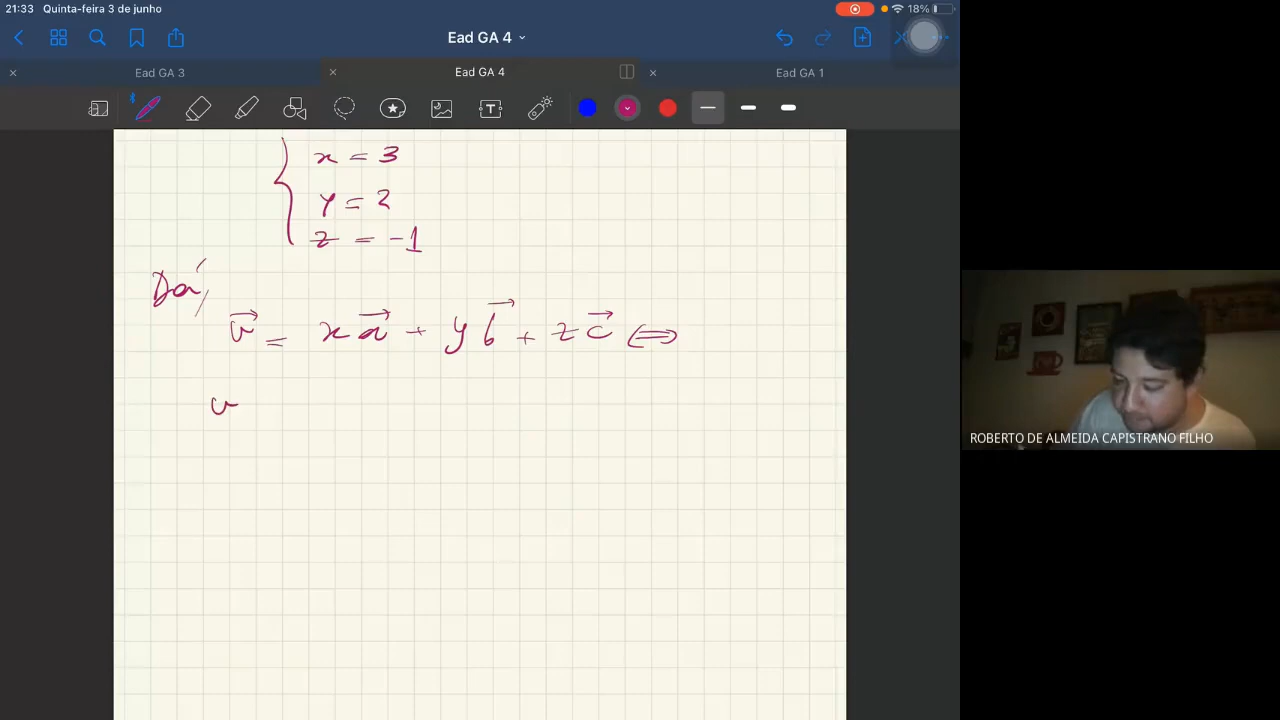 21:33 Quinta-feira 3 de junho 18%
Ead GA 4
Ead GA 3 Ead GA 4 Ead GA 1
x = 3
y = 2
z = -1
Daí,
v⃗ = x a⃗ + y b⃗ + z c⃗ ⟺
v
ROBERTO DE ALMEIDA CAPISTRANO FILHO